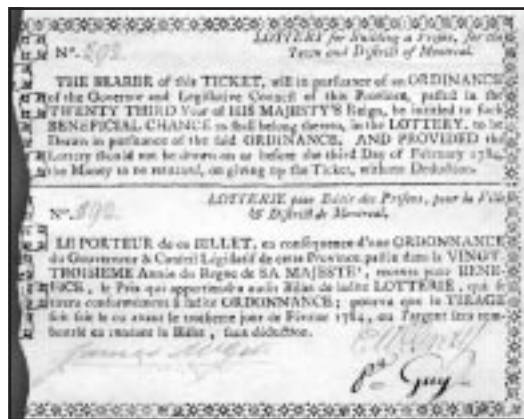 LOTTERY for Building a Prison, for the
Nº. 892 Town and District of Montreal.
THE BEARER of this TICKET, will in pursuance of an ORDINANCE
of the Governor and Legislative Council of this Province, passed in the
TWENTY THIRD Year of HIS MAJESTY'S Reign, be intitled to such
BENEFICIAL CHANCE as shall belong thereto, in the LOTTERY, to be
Drawn in pursuance of the said ORDINANCE, AND PROVIDED the
Lottery should not be drawn on or before the third Day of February 1784,
the Money to be returned, on giving up the Ticket, without Deduction.
LOTTERIE pour Bâtir des Prisons, pour la Ville
Nº. 892 & District de Montreal.
LE PORTEUR de ce BILLET, en conséquence d'une ORDONNANCE
du Gouverneur & Conseil Législatif de cette Province passée dans la VINGT
TROISIEME Année du Regne de SA MAJESTE', recevra pour BENE-
FICE, le Prix qui appartiendra audit Billet de ladite LOTTERIE, qui se
tirera conformément à ladite ORDONNANCE; pourvu que le TIRAGE
soit fait le ou avant le troisieme jour de Février 1784, ou l'argent sera rem-
boursé en rendant le Billet, sans déduction.
James McGill
Pre. Guy